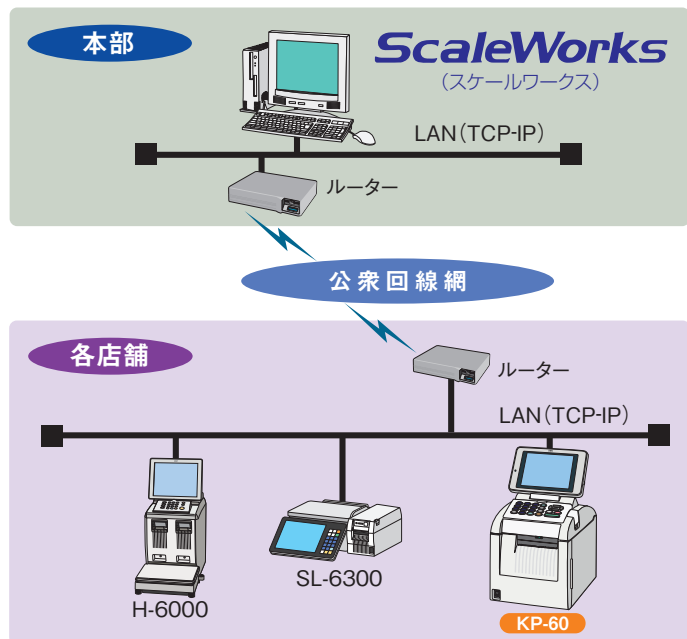 本部
ScaleWorks
（スケールワークス）
LAN（TCP-IP）
ルーター
公衆回線網
各店舗
ルーター
LAN（TCP-IP）
H-6000
SL-6300
KP-60